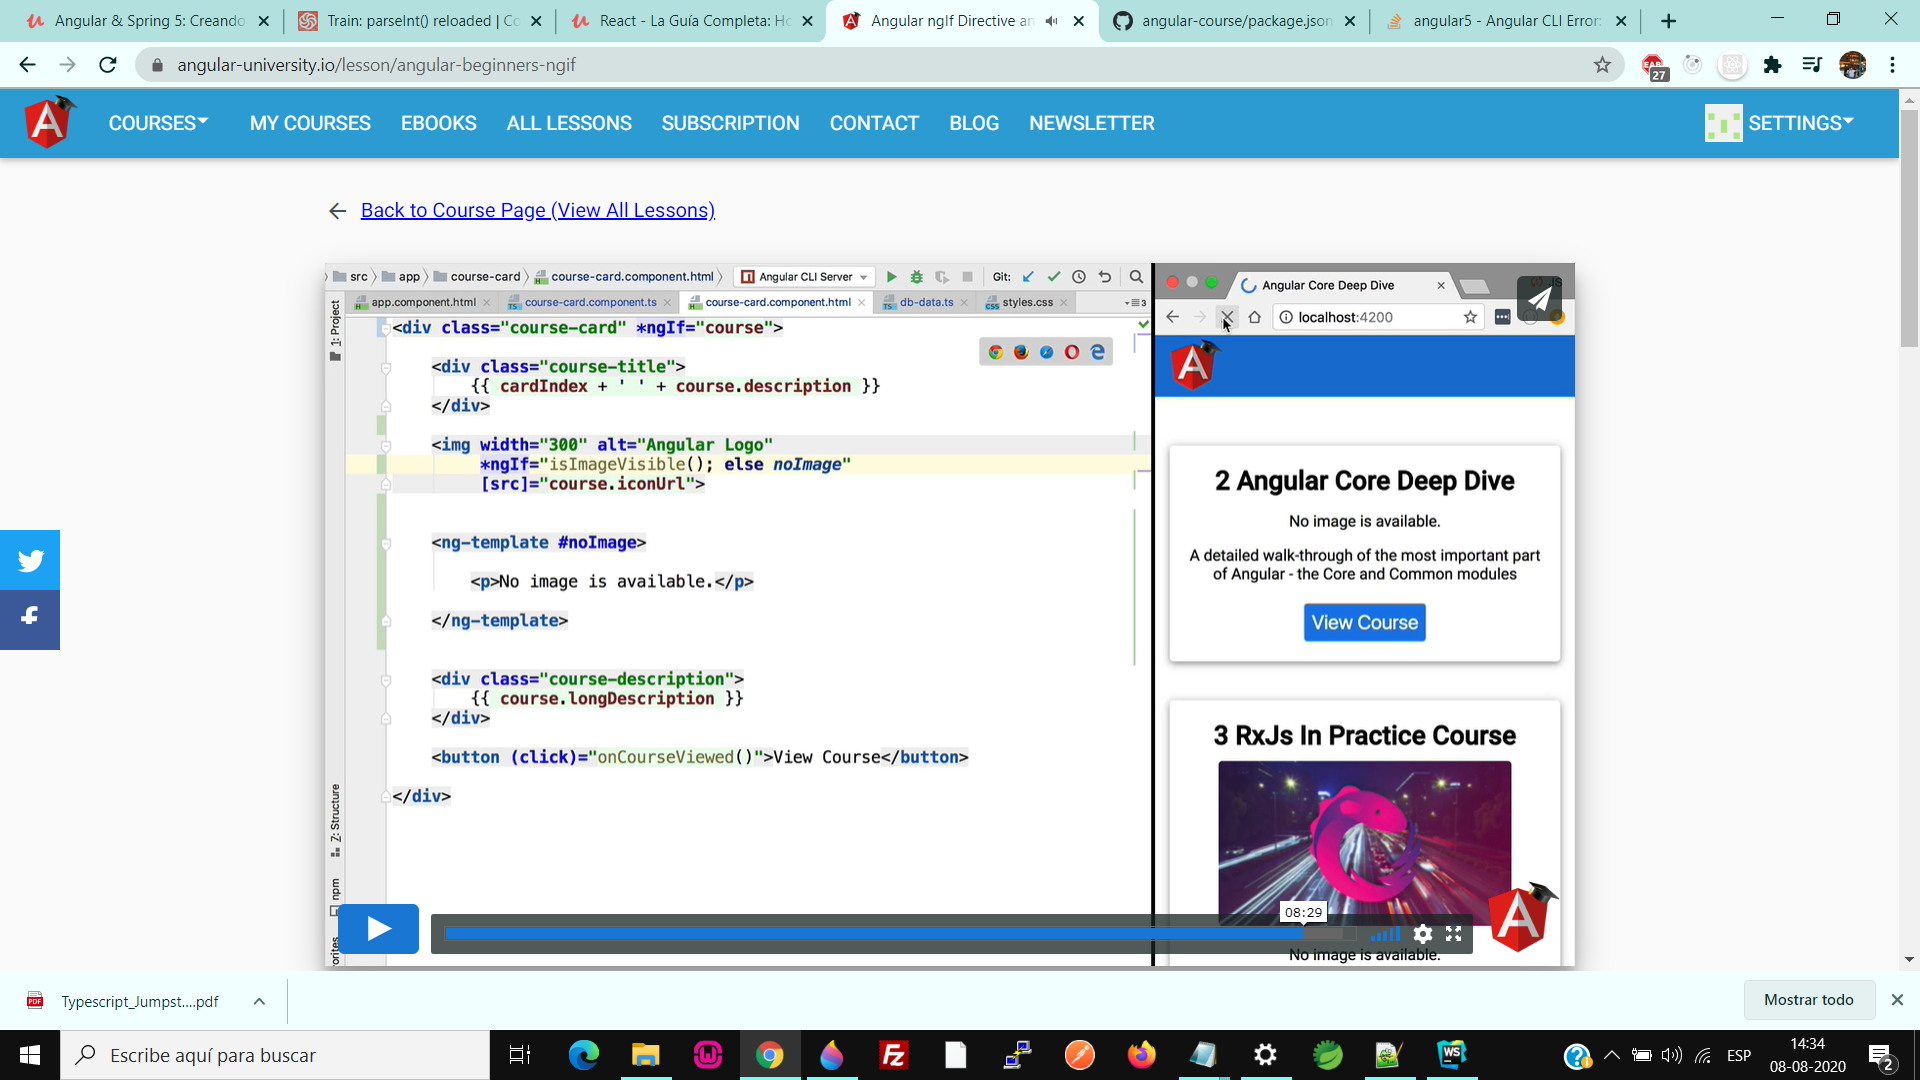 Angular & Spring 5: Creando
Train: parseInt() reloaded | Co
React - La Guía Completa: Ho
Angular ngIf Directive an
angular-course/package.json
angular5 - Angular CLI Error:
angular-university.io/lesson/angular-beginners-ngif
27
COURSES
MY COURSES
EBOOKS
ALL LESSONS
SUBSCRIPTION
CONTACT
BLOG
NEWSLETTER
SETTINGS
Back to Course Page (View All Lessons)
src
app
course-card
course-card.component.html
Angular CLI Server
Git:
app.component.html
course-card.component.ts
course-card.component.html
db-data.ts
styles.css
1: Project
<div class="course-card" *ngIf="course">
<div class="course-title">
{{ cardIndex + ' ' + course.description }}
</div>
<img width="300" alt="Angular Logo"
*ngIf="isImageVisible(); else noImage"
[src]="course.iconUrl">
<ng-template #noImage>
<p>No image is available.</p>
</ng-template>
<div class="course-description">
{{ course.longDescription }}
</div>
<button (click)="onCourseViewed()">View Course</button>
</div>
Z: Structure
npm
Angular Core Deep Dive
localhost:4200
2 Angular Core Deep Dive
No image is available.
A detailed walk-through of the most important part
of Angular - the Core and Common modules
View Course
3 RxJs In Practice Course
08:29
No image is available.
Typescript_Jumpst....pdf
Mostrar todo
Escribe aquí para buscar
ESP
14:34
08-08-2020
2